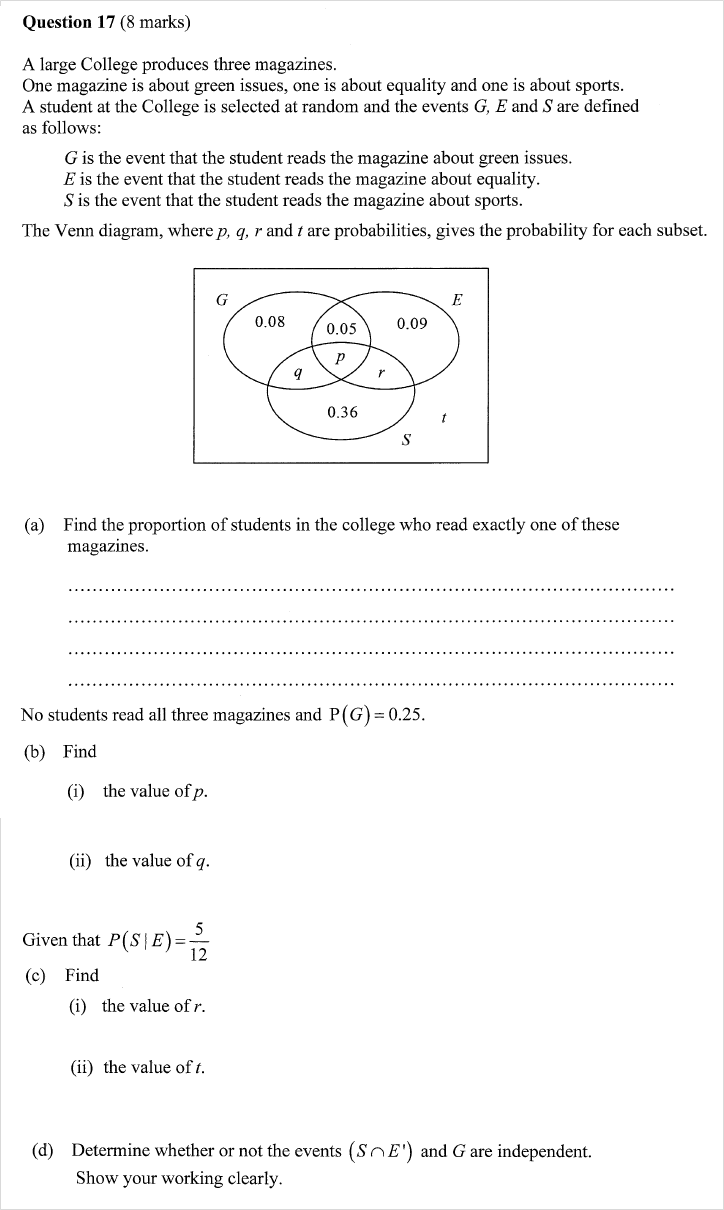 Question 17 (8 marks)
A large College produces three magazines.
One magazine is about green issues, one is about equality and one is about sports.
A student at the College is selected at random and the events G, E and S are defined
as follows:
G is the event that the student reads the magazine about green issues.
E is the event that the student reads the magazine about equality.
S is the event that the student reads the magazine about sports.
The Venn diagram, where p, q, r and t are probabilities, gives the probability for each subset.
G E
0.08 0.05 0.09
p
q r
0.36 t
S
(a) Find the proportion of students in the college who read exactly one of these
magazines.
No students read all three magazines and P(G) = 0.25.
(b) Find
(i) the value of p.
(ii) the value of q.
Given that P(S | E) = 5/12
(c) Find
(i) the value of r.
(ii) the value of t.
(d) Determine whether or not the events (S ∩ E') and G are independent.
Show your working clearly.